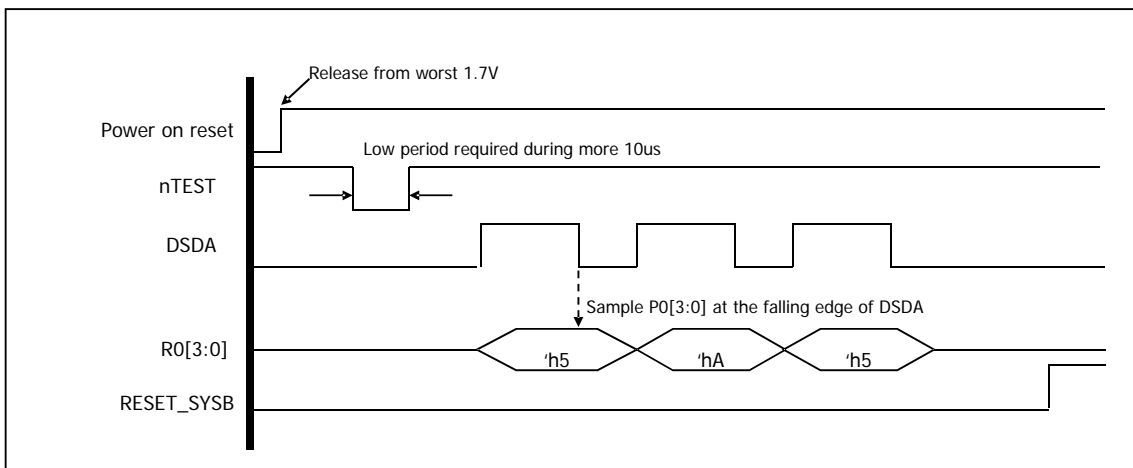 Release from worst 1.7V
Power on reset
Low period required during more 10us
nTEST
DSDA
Sample P0[3:0] at the falling edge of DSDA
R0[3:0]
‘h5
‘hA
‘h5
RESET_SYSB